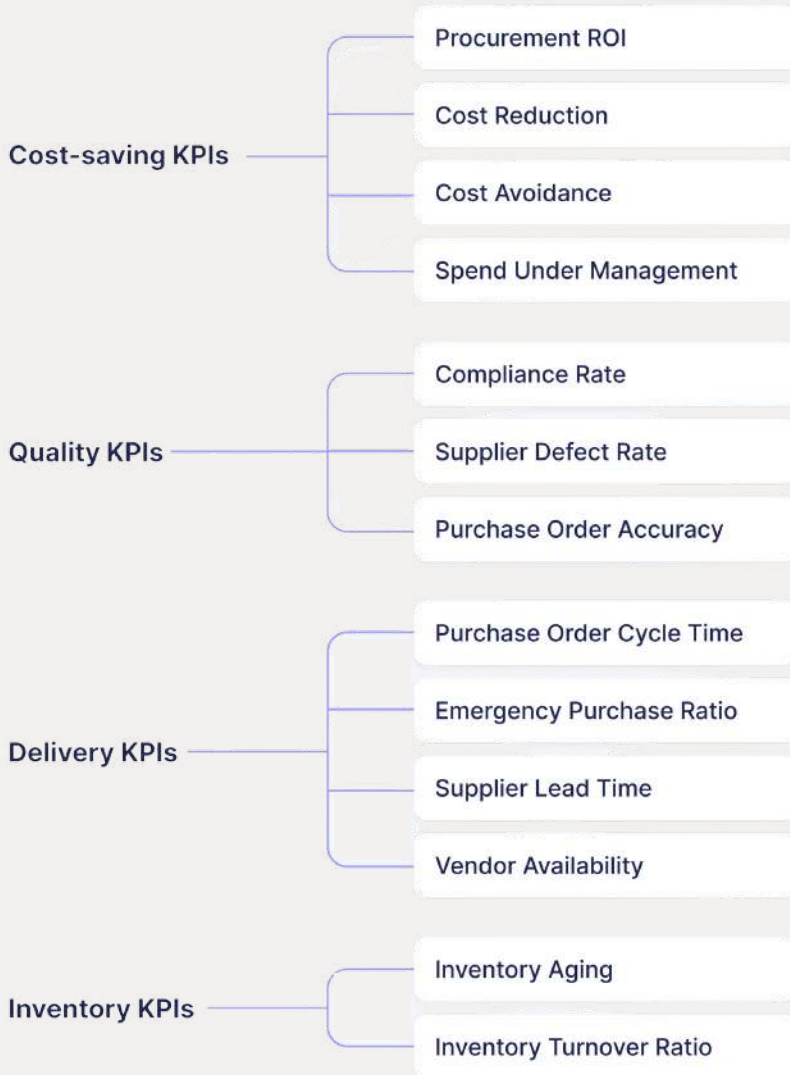 Cost-saving KPIs
Procurement ROI
Cost Reduction
Cost Avoidance
Spend Under Management
Quality KPIs
Compliance Rate
Supplier Defect Rate
Purchase Order Accuracy
Delivery KPIs
Purchase Order Cycle Time
Emergency Purchase Ratio
Supplier Lead Time
Vendor Availability
Inventory KPIs
Inventory Aging
Inventory Turnover Ratio